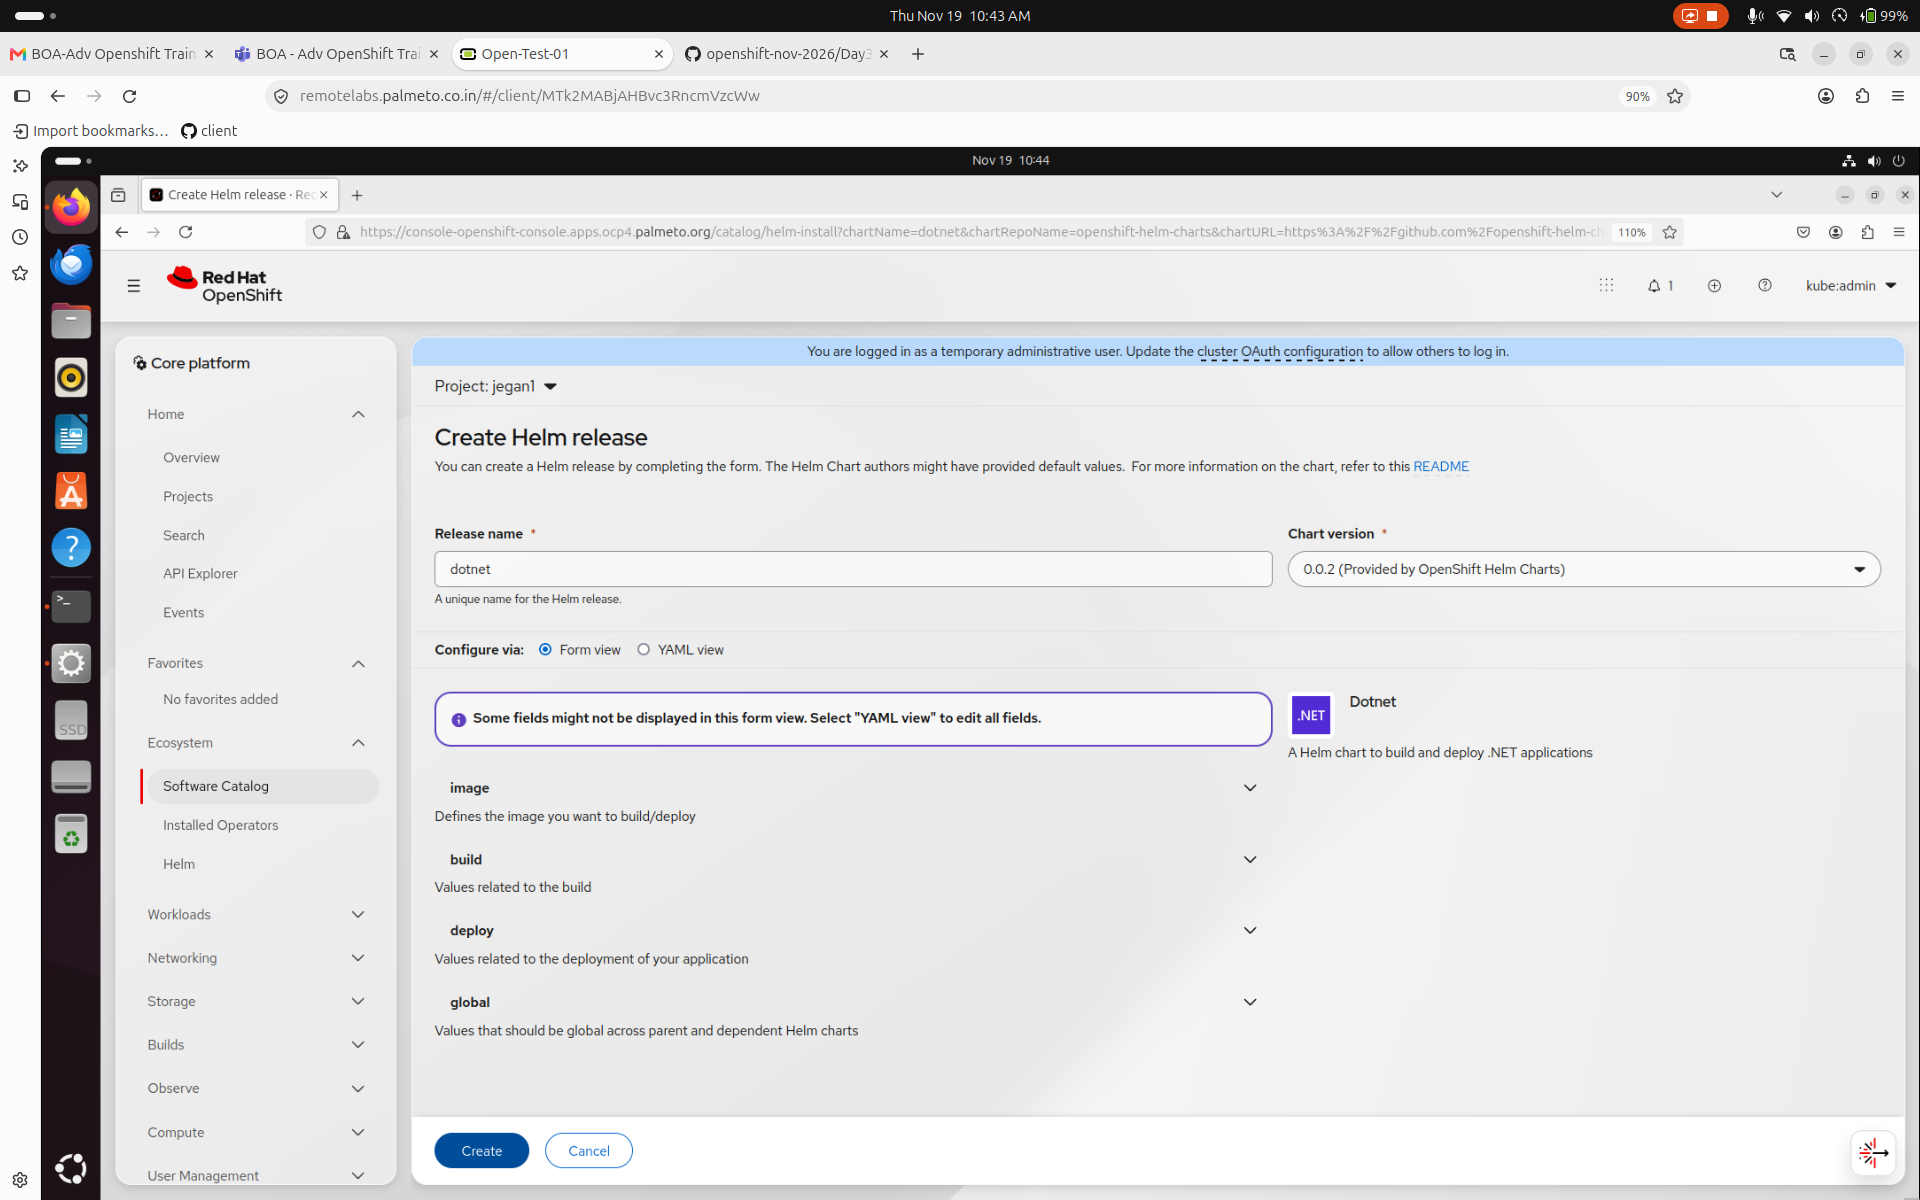 Thu Nov 19 10:43 AM
99%
BOA-Adv Openshift Train
BOA - Adv OpenShift Trai
Open-Test-01
openshift-nov-2026/Day3
remotelabs.palmeto.co.in/#/client/MTk2MABjAHBvc3RncmVzcWw
90%
Import bookmarks...
client
Nov 19 10:44
Create Helm release · Red
https://console-openshift-console.apps.ocp4.palmeto.org/catalog/helm-install?chartName=dotnet&chartRepoName=openshift-helm-charts&chartURL=https%3A%2F%2Fgithub.com%2Fopenshift-helm-ch
110%
Red Hat
OpenShift
1
kube:admin
Core platform
Home
Overview
Projects
Search
API Explorer
Events
Favorites
No favorites added
Ecosystem
Software Catalog
Installed Operators
Helm
Workloads
Networking
Storage
Builds
Observe
Compute
User Management
SSD
You are logged in as a temporary administrative user. Update the cluster OAuth configuration to allow others to log in.
Project: jegan1
Create Helm release
You can create a Helm release by completing the form. The Helm Chart authors might have provided default values. For more information on the chart, refer to this README
Release name *
dotnet
A unique name for the Helm release.
Chart version *
0.0.2 (Provided by OpenShift Helm Charts)
Configure via: Form view YAML view
Some fields might not be displayed in this form view. Select "YAML view" to edit all fields.
.NET
Dotnet
A Helm chart to build and deploy .NET applications
image
Defines the image you want to build/deploy
build
Values related to the build
deploy
Values related to the deployment of your application
global
Values that should be global across parent and dependent Helm charts
Create
Cancel